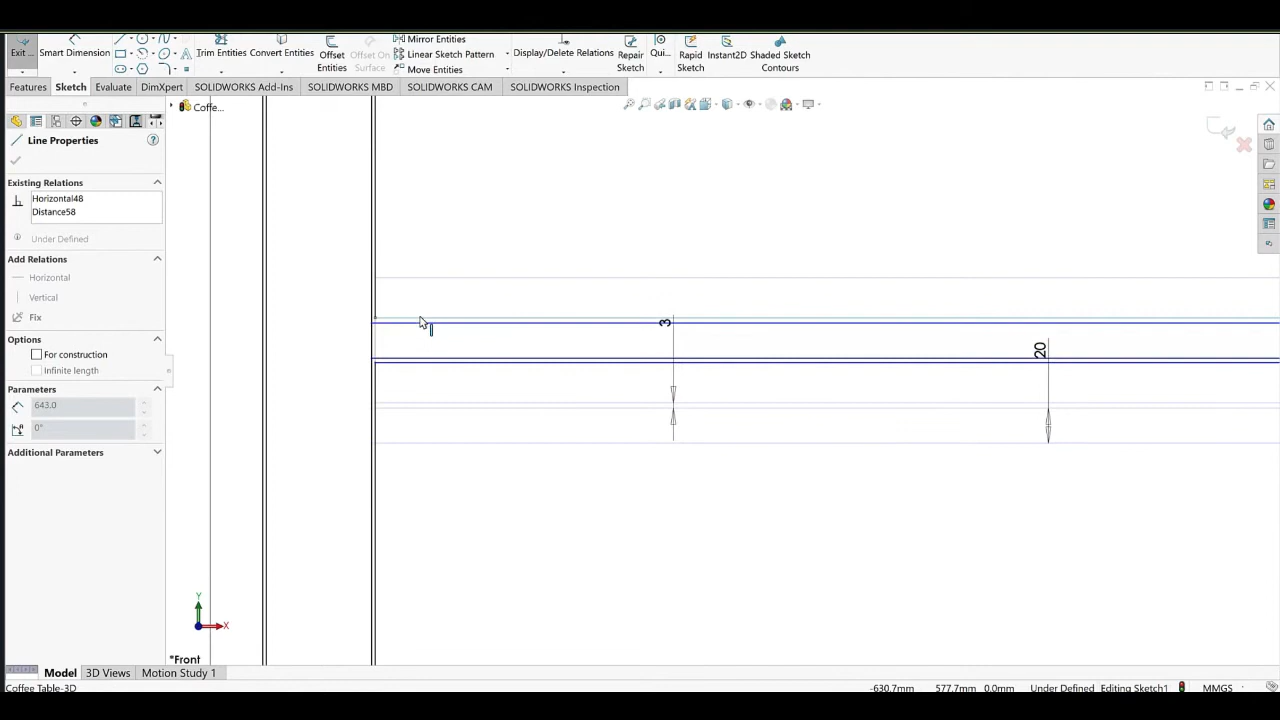 Exit ...
Smart Dimension
Trim Entities
Convert Entities
Offset
Entities
Offset On
Surface
Mirror Entities
Linear Sketch Pattern
Move Entities
Display/Delete Relations
Repair
Sketch
Qui...
Rapid
Sketch
Instant2D
Shaded Sketch
Contours
Features
Sketch
Evaluate
DimXpert
SOLIDWORKS Add-Ins
SOLIDWORKS MBD
SOLIDWORKS CAM
SOLIDWORKS Inspection
Coffe...
Line Properties
Existing Relations
Horizontal48
Distance58
Under Defined
Add Relations
Horizontal
Vertical
Fix
Options
For construction
Infinite length
Parameters
643.0
0°
Additional Parameters
3
20
Y
X
*Front
Model
3D Views
Motion Study 1
Coffee Table-3D
-630.7mm
577.7mm
0.0mm
Under Defined
Editing Sketch1
MMGS